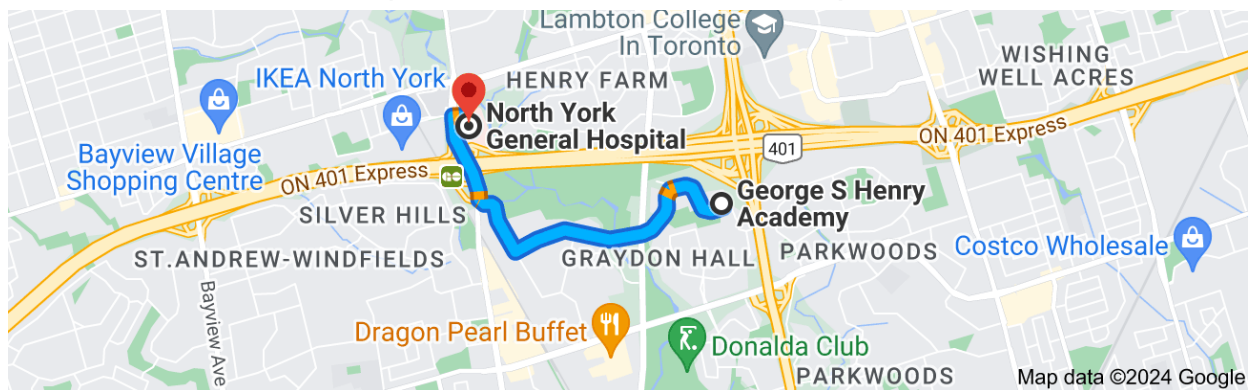 Lambton College
In Toronto
WISHING
WELL ACRES
IKEA North York
HENRY FARM
North York
General Hospital
ON 401 Express
401
Bayview Village
Shopping Centre
ON 401 Express
George S Henry
Academy
SILVER HILLS
ST.ANDREW-WINDFIELDS
GRAYDON HALL
PARKWOODS
Costco Wholesale
Bayview Ave
Dragon Pearl Buffet
Donalda Club
PARKWOODS
Map data ©2024 Google